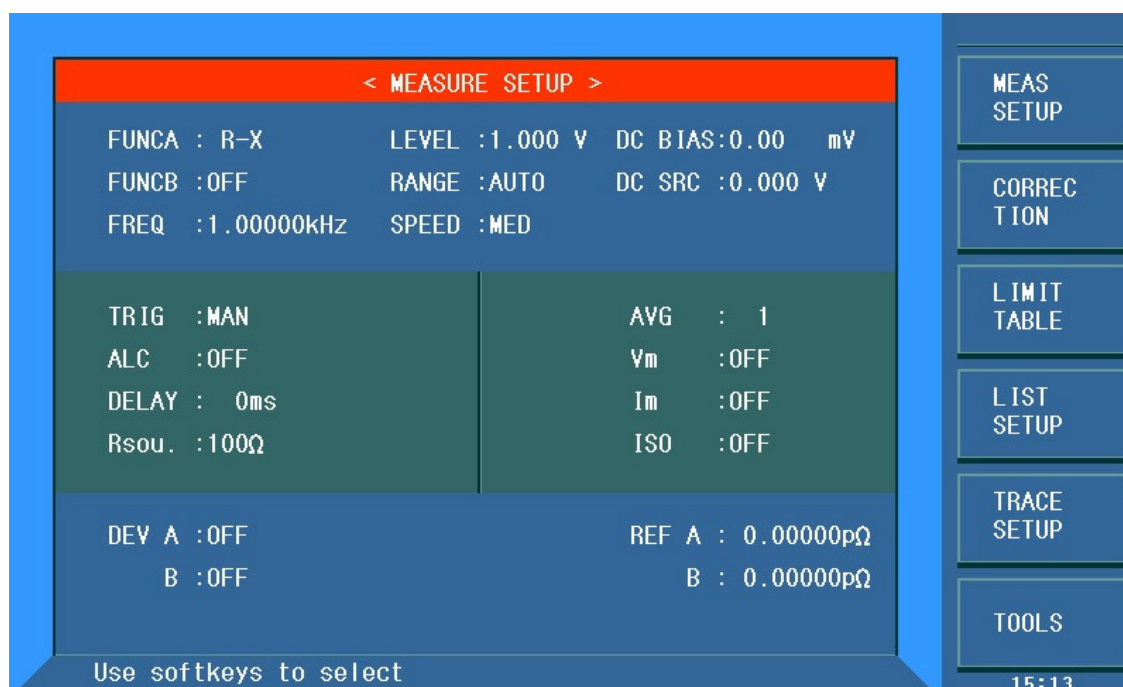 < MEASURE SETUP >
FUNCA : R-X LEVEL :1.000 V DC BIAS:0.00 mV
FUNCB :OFF RANGE :AUTO DC SRC :0.000 V
FREQ :1.00000kHz SPEED :MED
TRIG :MAN AVG : 1
ALC :OFF Vm :OFF
DELAY : 0ms Im :OFF
Rsou. :100Ω ISO :OFF
DEV A :OFF REF A : 0.00000pΩ
B :OFF B : 0.00000pΩ
Use softkeys to select
MEAS
SETUP
CORREC
TION
LIMIT
TABLE
LIST
SETUP
TRACE
SETUP
TOOLS
15:13